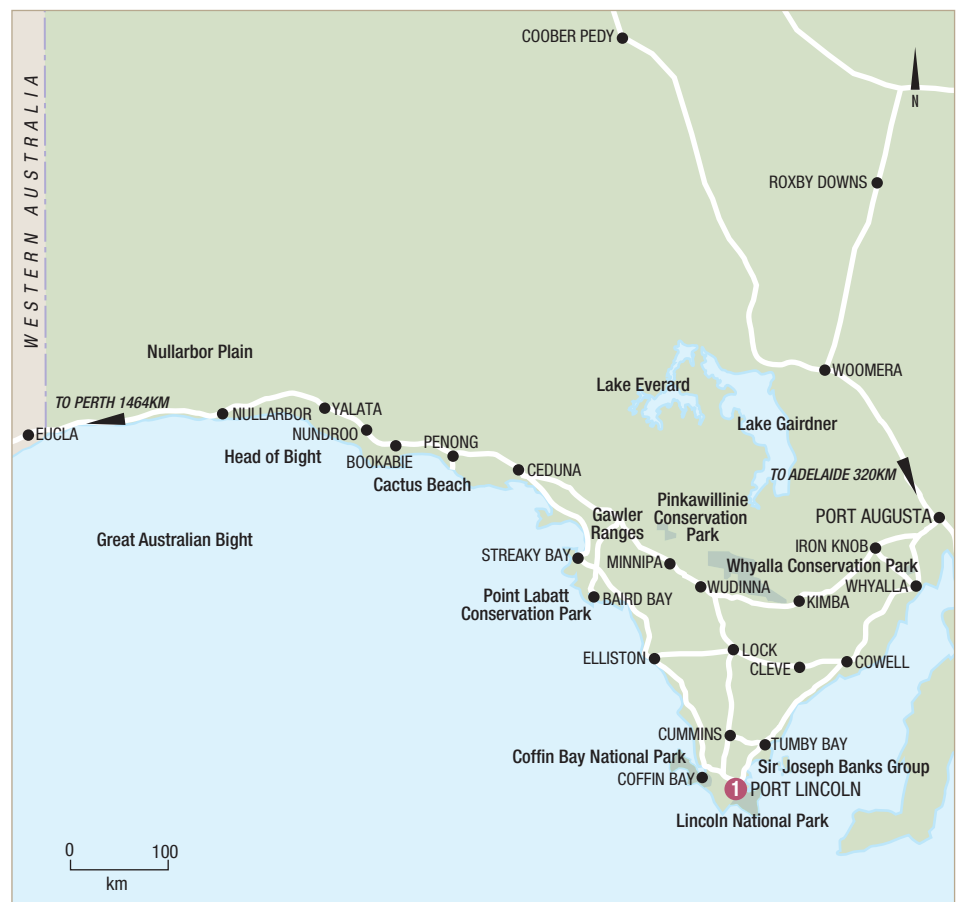 COOBER PEDY
N
WESTERN AUSTRALIA
ROXBY DOWNS
Nullarbor Plain
WOOMERA
Lake Everard
Lake Gairdner
TO PERTH 1464KM
NULLARBOR
YALATA
EUCLA
NUNDROO
Head of Bight
BOOKABIE
PENONG
Cactus Beach
CEDUNA
TO ADELAIDE 320KM
Great Australian Bight
Gawler
Ranges
Pinkawillinie
Conservation
Park
PORT AUGUSTA
IRON KNOB
STREAKY BAY
MINNIPA
Whyalla Conservation Park
WUDINNA
WHYALLA
Point Labatt
Conservation Park
BAIRD BAY
KIMBA
ELLISTON
LOCK
CLEVE
COWELL
CUMMINS
TUMBY BAY
Coffin Bay National Park
Sir Joseph Banks Group
COFFIN BAY
1 PORT LINCOLN
Lincoln National Park
0 100
km